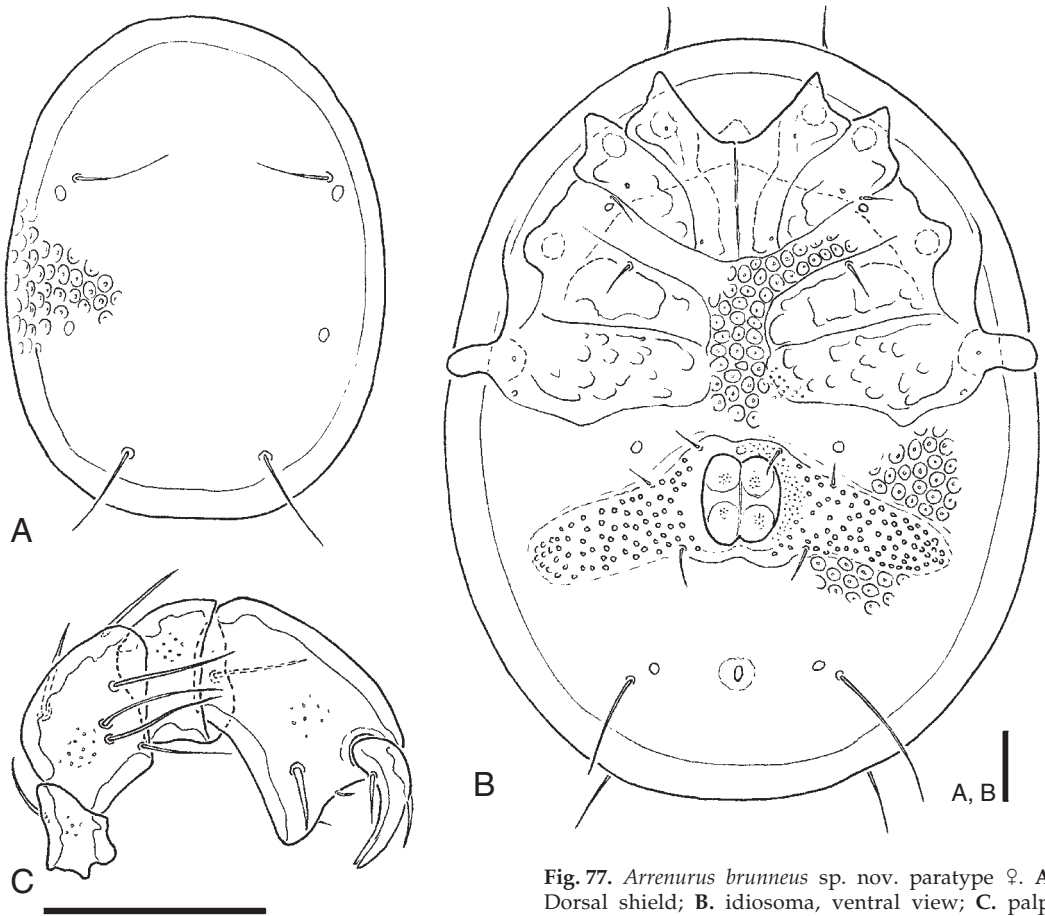 A
B
A, B
C
Fig. 77. Arrenurus brunneus sp. nov. paratype ♀. A
Dorsal shield; B. idiosoma, ventral view; C. palp